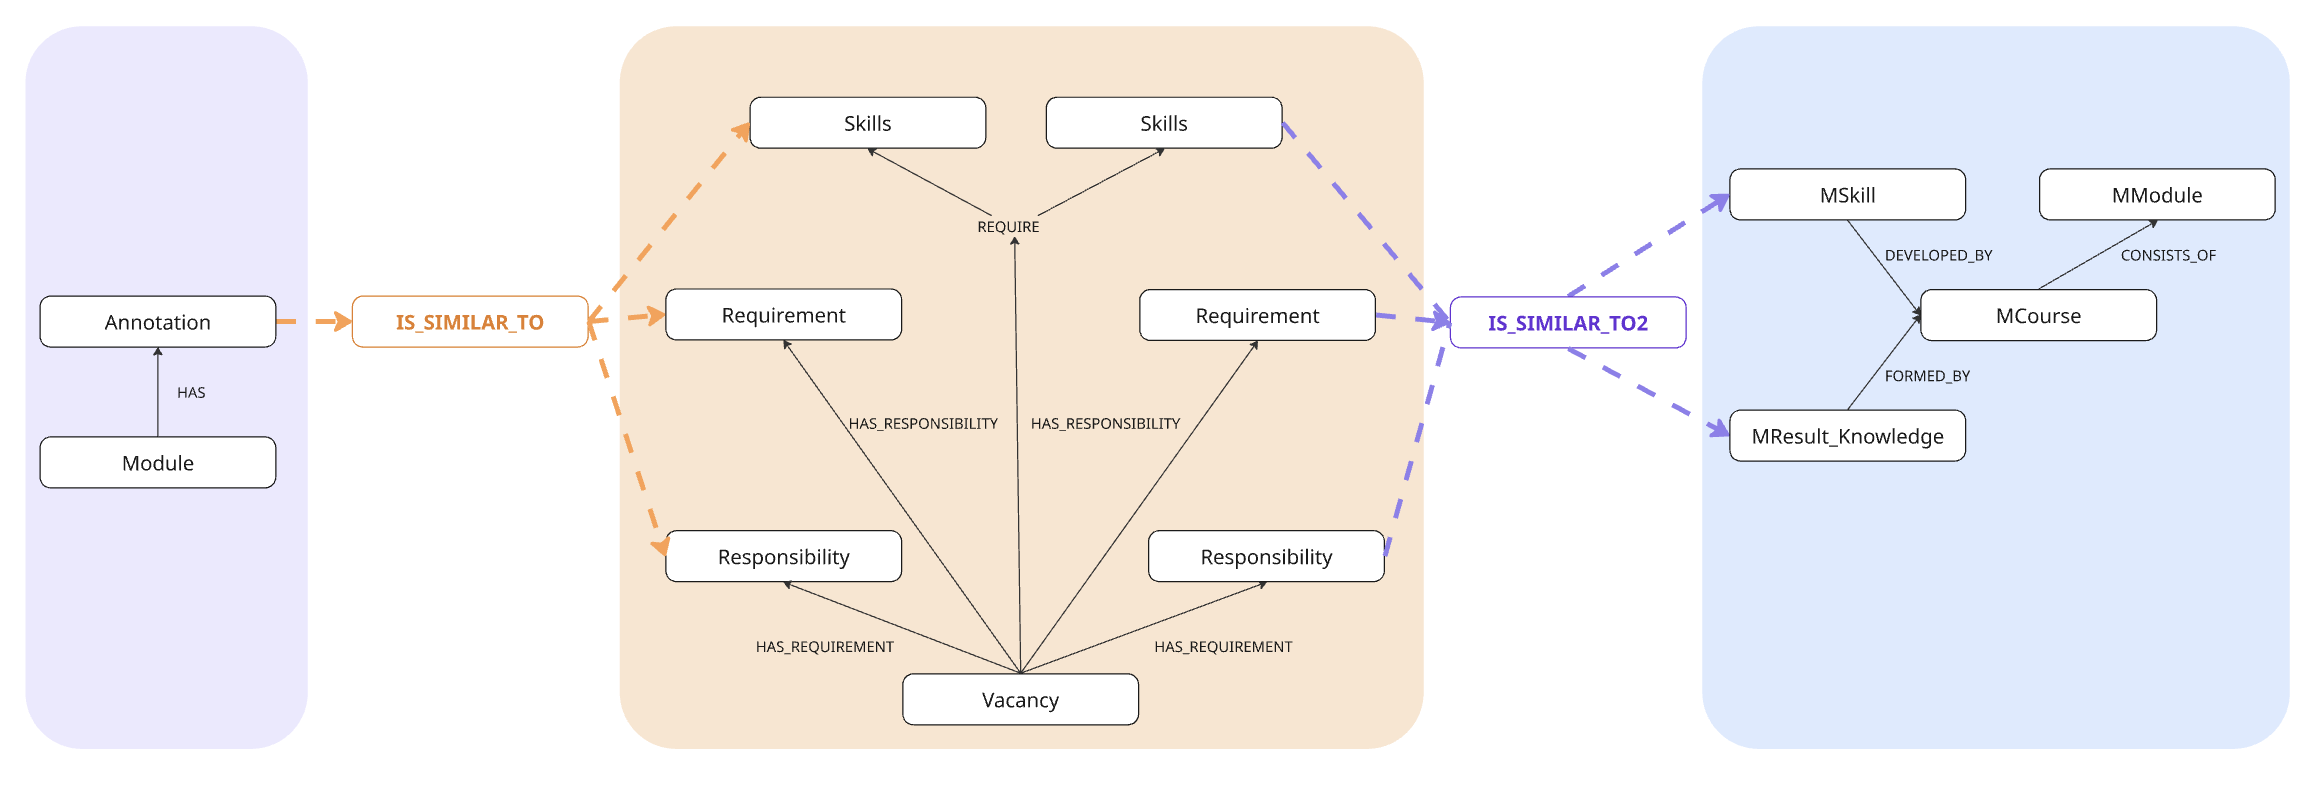 Skills
Skills
REQUIRE
Annotation
HAS
Module
IS_SIMILAR_TO
Requirement
Requirement
HAS_RESPONSIBILITY
HAS_RESPONSIBILITY
Responsibility
Responsibility
HAS_REQUIREMENT
HAS_REQUIREMENT
Vacancy
IS_SIMILAR_TO2
MSkill
MModule
DEVELOPED_BY
CONSISTS_OF
MCourse
FORMED_BY
MResult_Knowledge